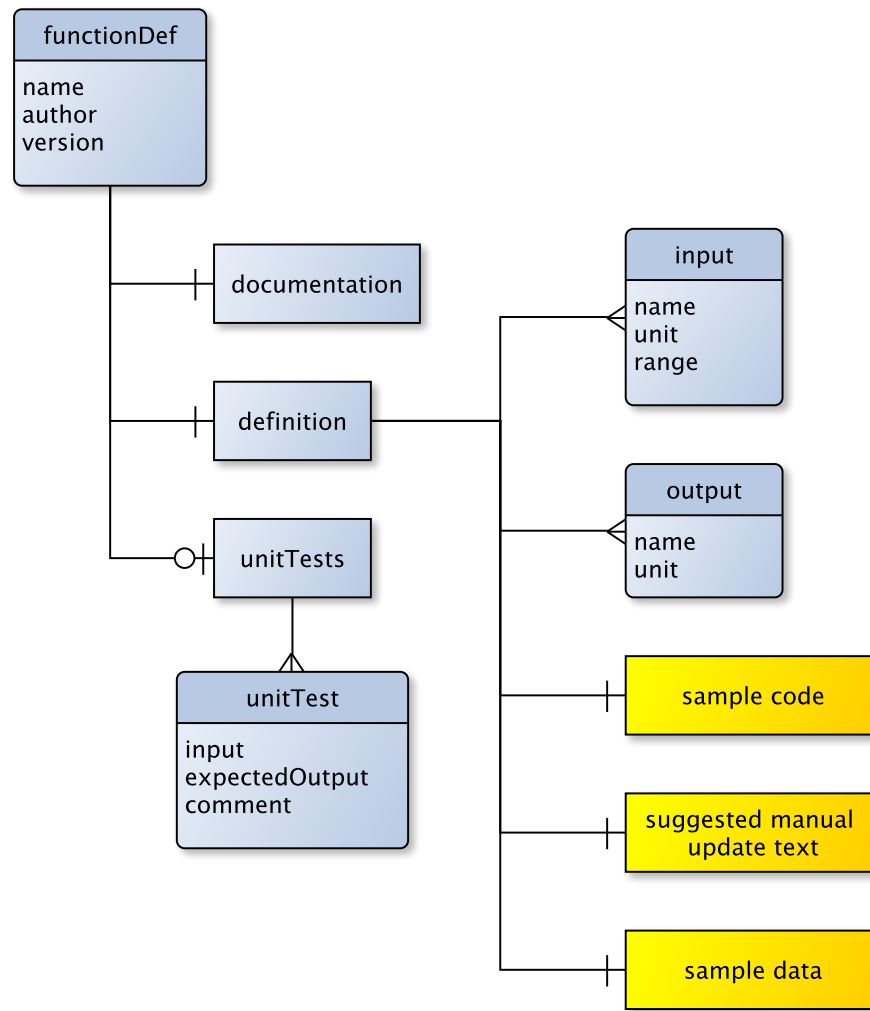 functionDef
name
author
version
documentation
definition
unitTests
unitTest
input
expectedOutput
comment
input
name
unit
range
output
name
unit
sample code
suggested manual
update text
sample data